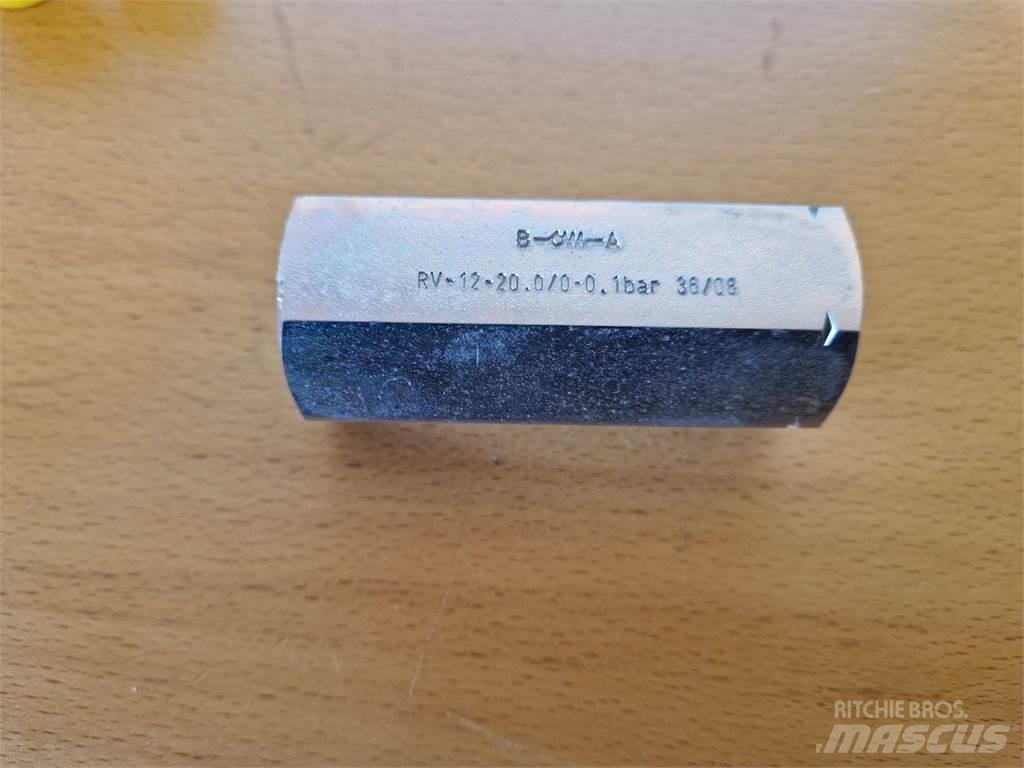 B A
RV-12-20.0/0-0.1bar 36/08
RITCHIE BROS.
MASCUS